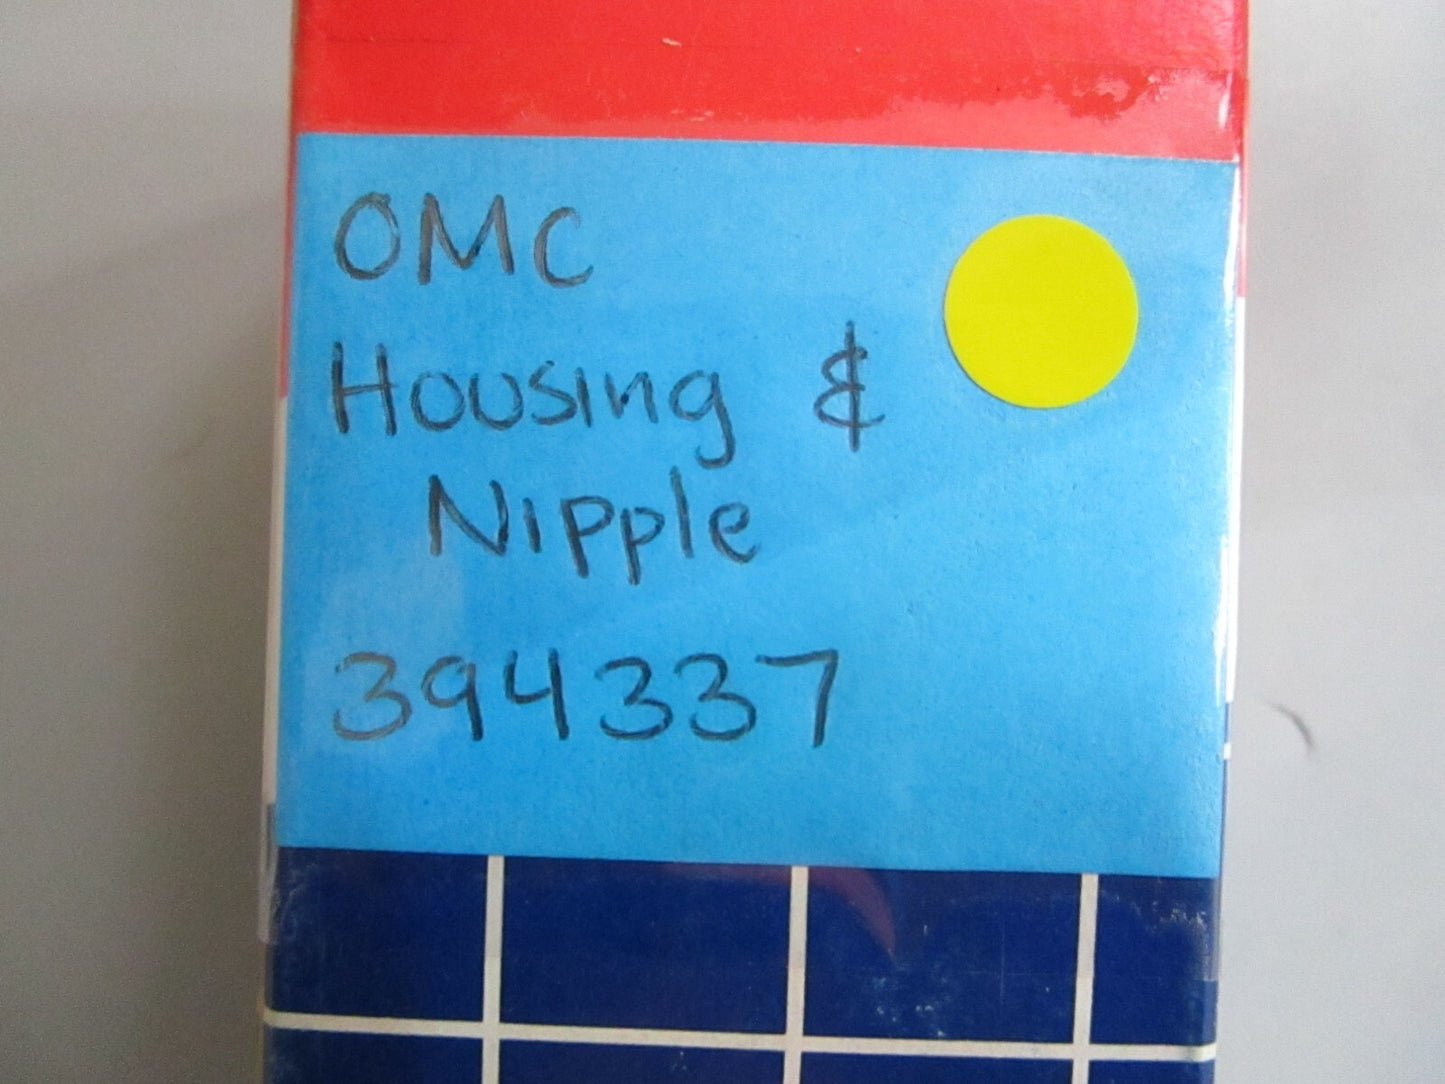 OMC
Housing &
Nipple
394337